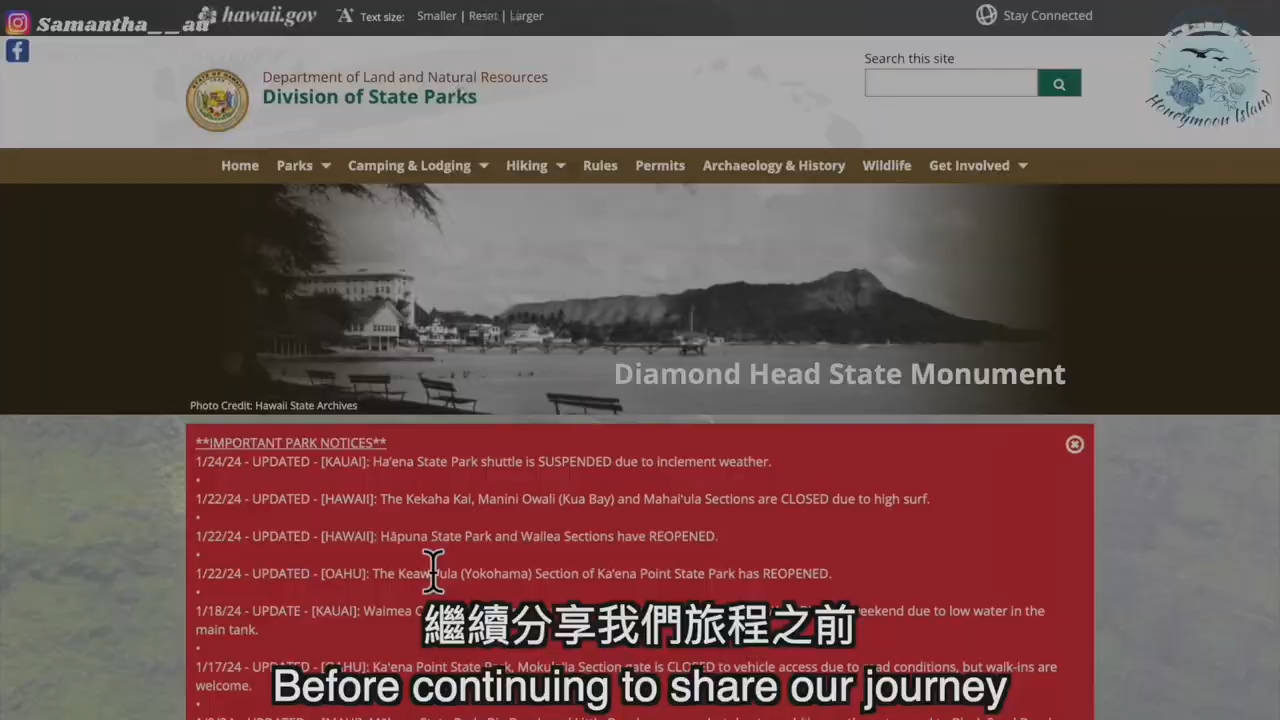 Samantha__au
hawaii.gov
Text size: Smaller | Reset | Larger
Stay Connected
Department of Land and Natural Resources
Division of State Parks
Search this site
Honeymoon Island
Home Parks Camping & Lodging Hiking Rules Permits Archaeology & History Wildlife Get Involved
Diamond Head State Monument
Photo Credit: Hawaii State Archives
**IMPORTANT PARK NOTICES**
1/24/24 - UPDATED - [KAUAI]: Ha'ena State Park shuttle is SUSPENDED due to inclement weather.
1/22/24 - UPDATED - [HAWAII]: The Kekaha Kai, Manini Owali (Kua Bay) and Mahai'ula Sections are CLOSED due to high surf.
1/22/24 - UPDATED - [HAWAII]: Hāpuna State Park and Wailea Sections have REOPENED.
1/22/24 - UPDATED - [OAHU]: The (Yokohama) Section of Ka'ena Point State Park has REOPENED.
1/18/24 - UPDATE - [KAUAI]: Waimea due to low water in the
main tank.
1/17/24 - UPDATED - [OAHU]: Ka'ena Point State Park, Section gate is CLOSED to vehicle access due to road conditions, but walk-ins are
welcome.
繼續分享我們旅程之前
Before continuing to share our journey